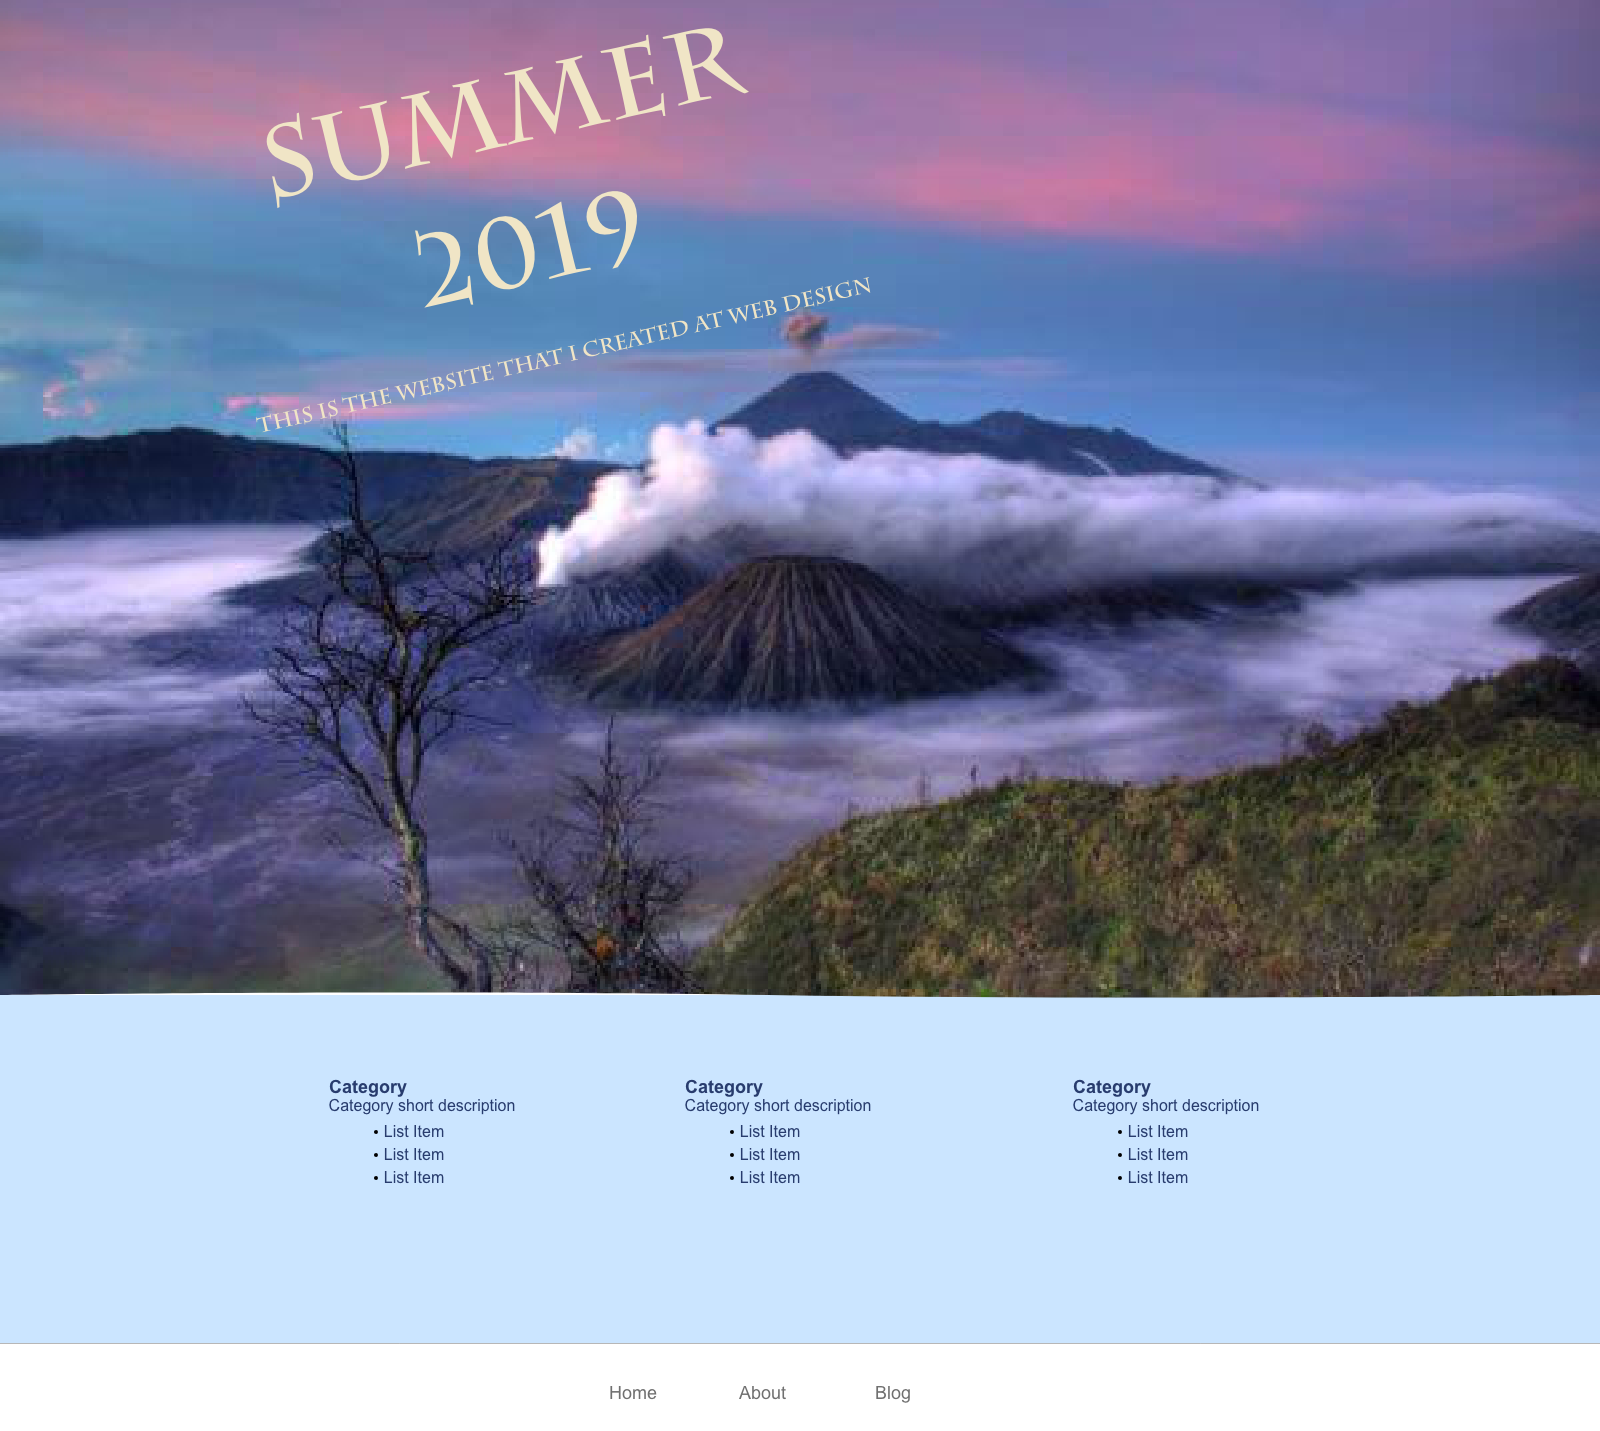 SUMMER
2019
THIS IS THE WEBSITE THAT I CREATED AT WEB DESIGN
Category
Category short description
• List Item
• List Item
• List Item
Category
Category short description
• List Item
• List Item
• List Item
Category
Category short description
• List Item
• List Item
• List Item
Home About Blog